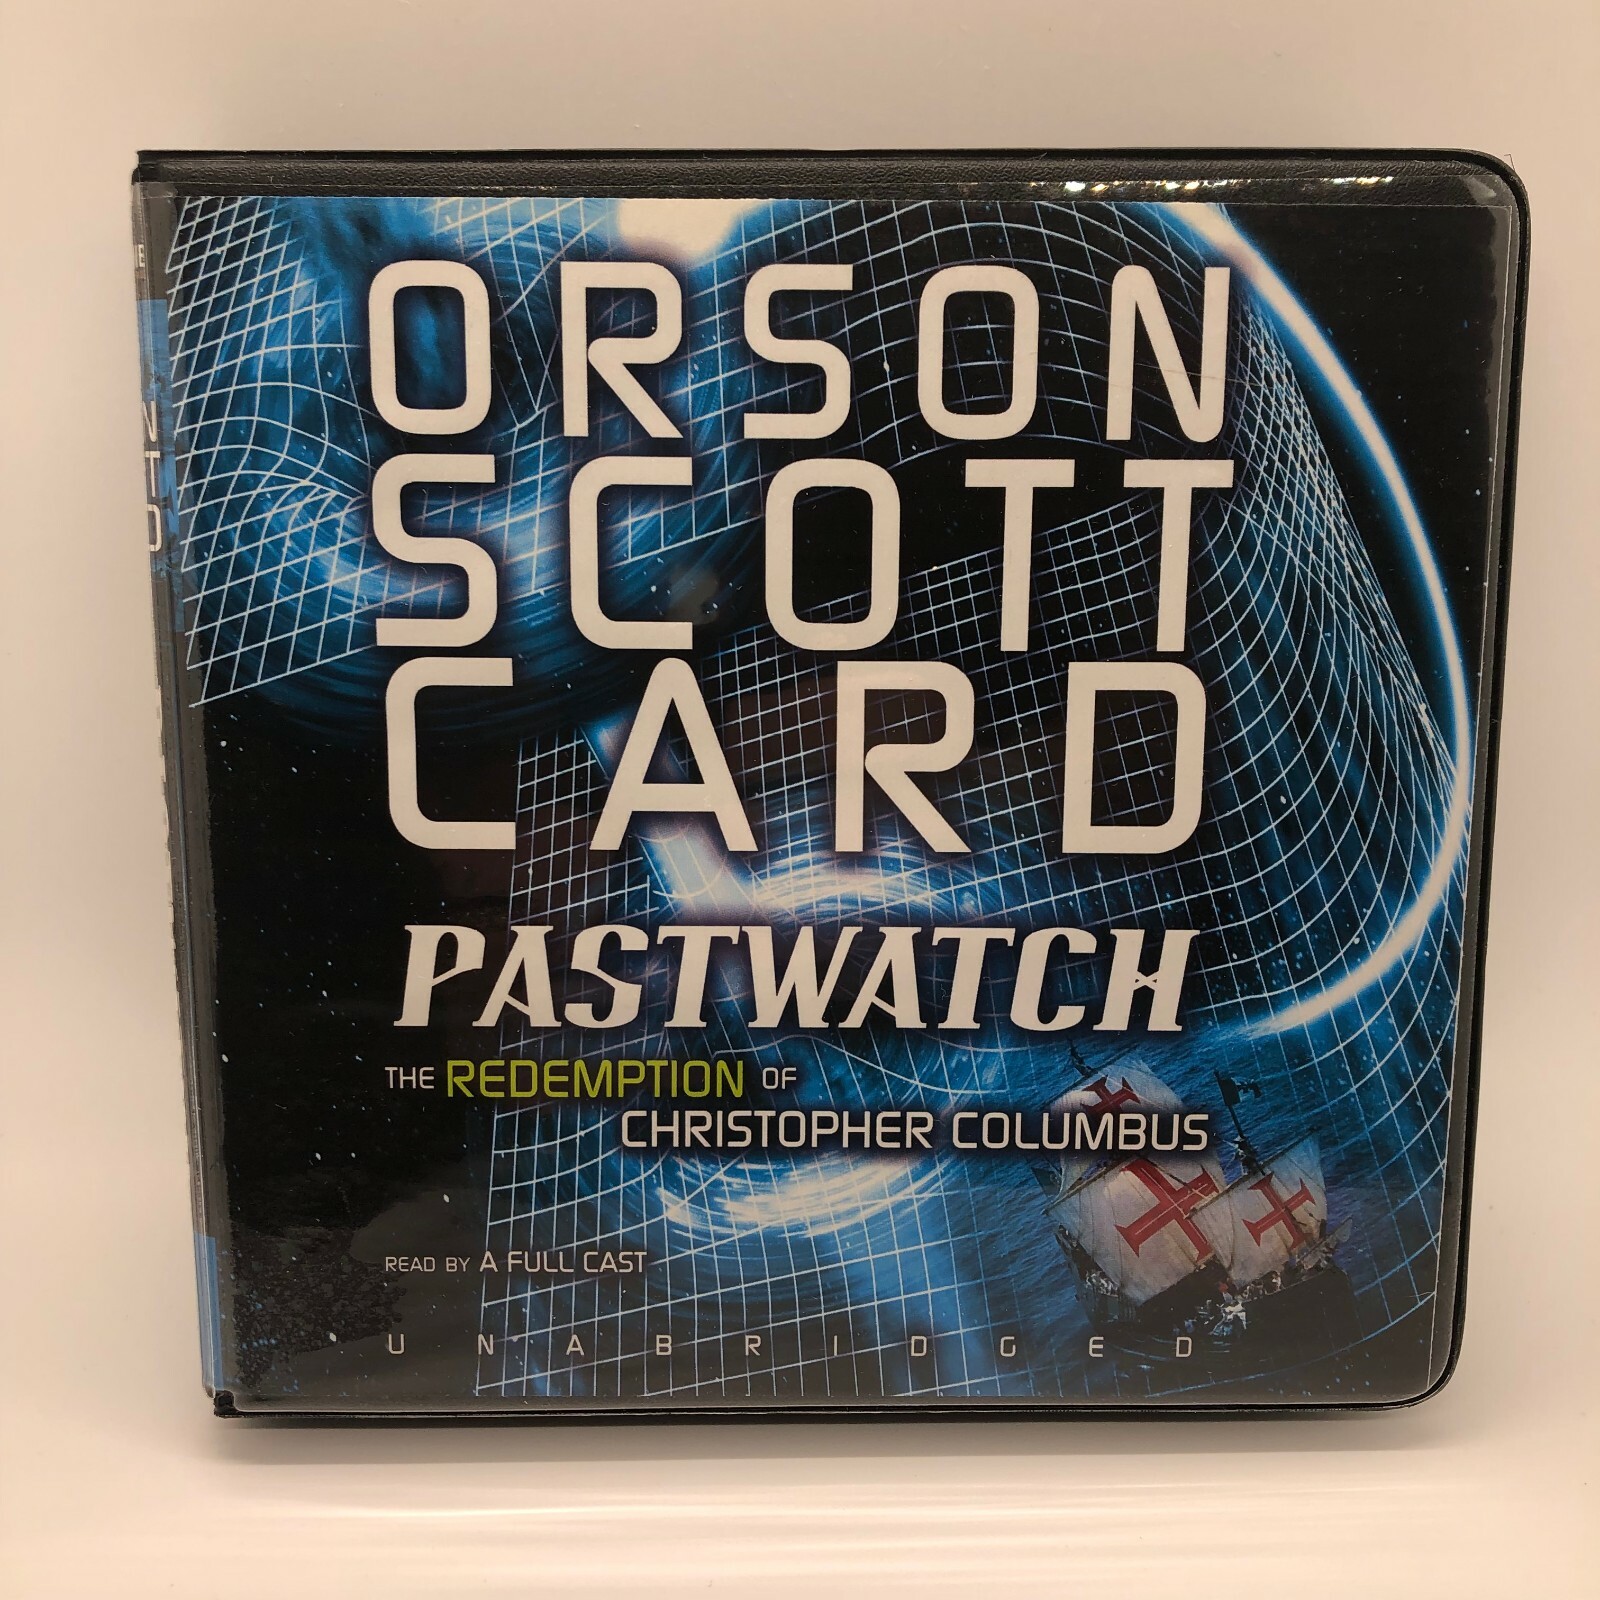 ORSON
SCOTT
CARD
PASTWATCH
THE REDEMPTION OF
CHRISTOPHER COLUMBUS
READ BY A FULL CAST
UNABRIDGED